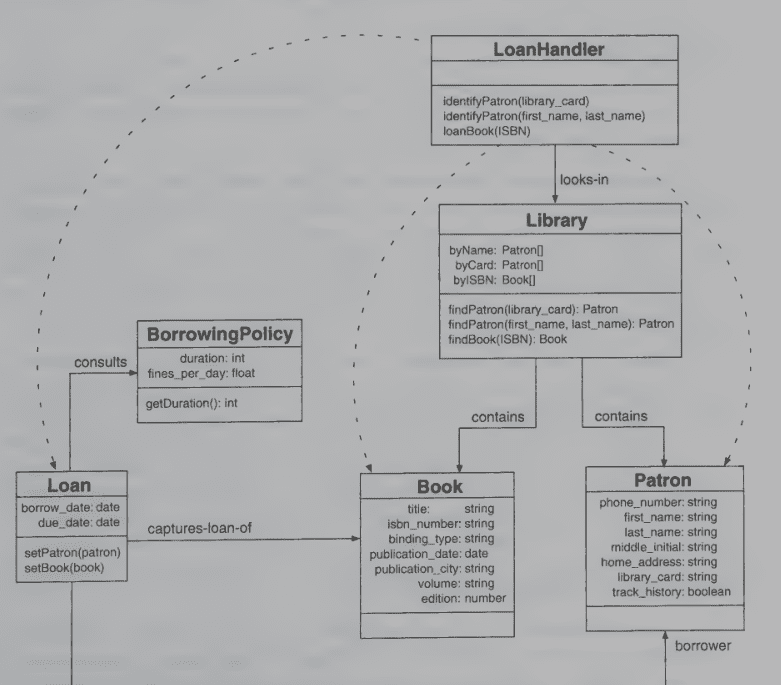 LoanHandler
identifyPatron(library_card)
identifyPatron(first_name, last_name)
loanBook(ISBN)
looks-in
Library
byName: Patron[]
byCard: Patron[]
byISBN: Book[]
findPatron(library_card): Patron
findPatron(first_name, last_name): Patron
findBook(ISBN): Book
BorrowingPolicy
duration: int
fines_per_day: float
getDuration(): int
consults
contains
contains
Loan
borrow_date: date
due_date: date
setPatron(patron)
setBook(book)
captures-loan-of
Book
title: string
isbn_number: string
binding_type: string
publication_date: date
publication_city: string
volume: string
edition: number
Patron
phone_number: string
first_name: string
last_name: string
middle_initial: string
home_address: string
library_card: string
track_history: boolean
borrower